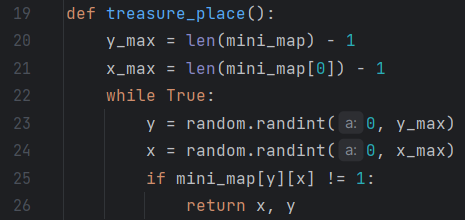 19 def treasure_place():
20     y_max = len(mini_map) - 1
21     x_max = len(mini_map[0]) - 1
22     while True:
23         y = random.randint( a: 0, y_max)
24         x = random.randint( a: 0, x_max)
25         if mini_map[y][x] != 1:
26             return x, y